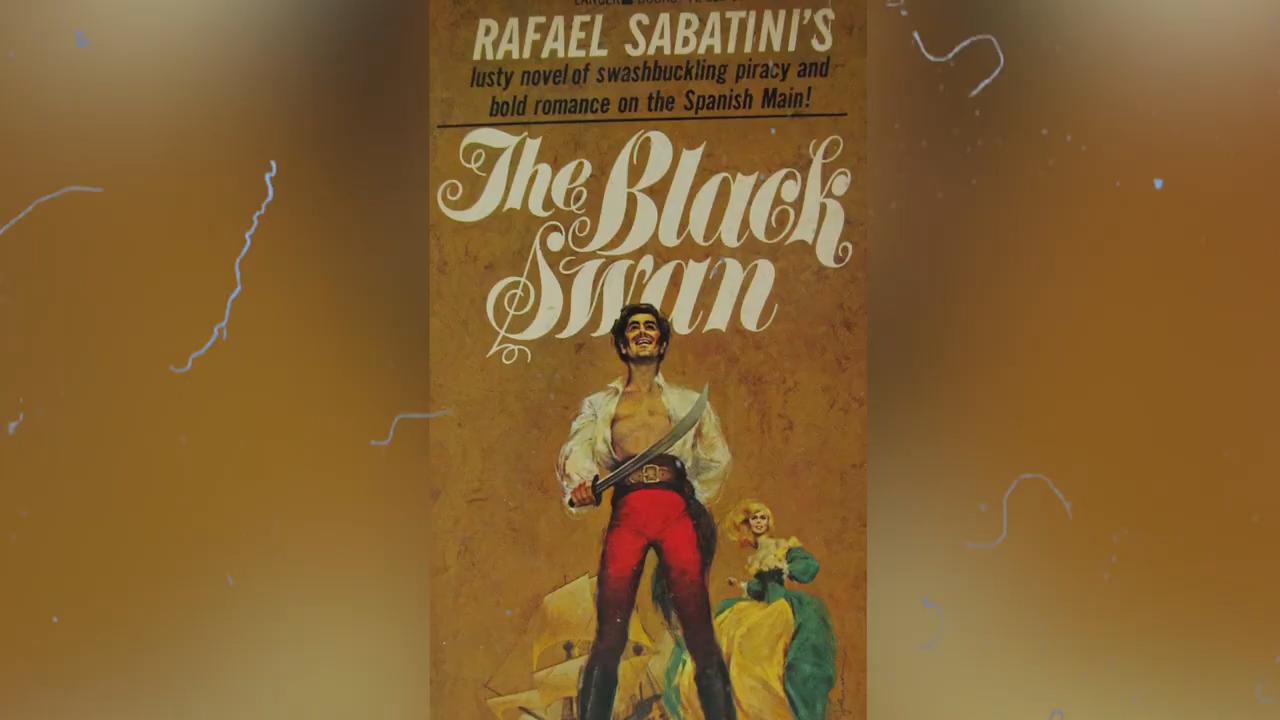 RAFAEL SABATINI'S
lusty novel of swashbuckling piracy and
bold romance on the Spanish Main!
The Black
Swan